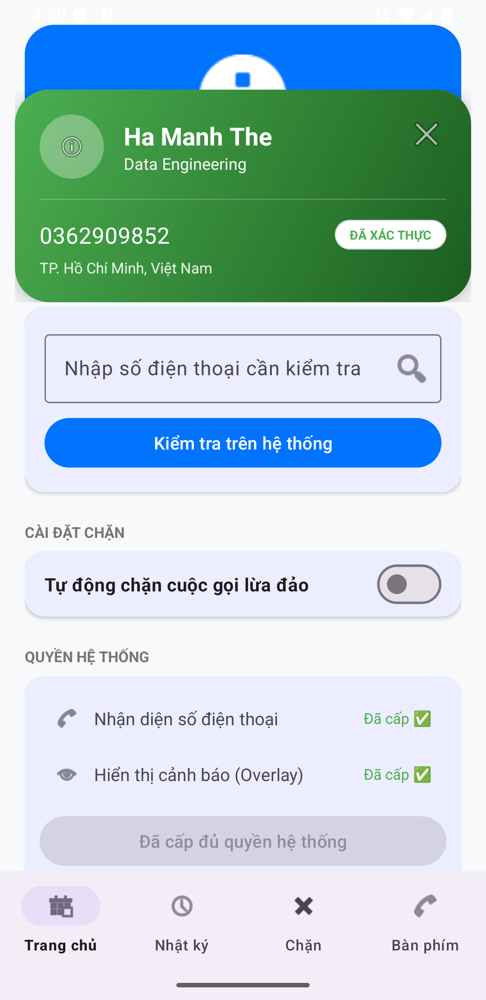 4:30
Ha Manh The
Data Engineering
0362909852
ĐÃ XÁC THỰC
TP. Hồ Chí Minh, Việt Nam
Nhập số điện thoại cần kiểm tra
Kiểm tra trên hệ thống
CÀI ĐẶT CHẶN
Tự động chặn cuộc gọi lừa đảo
QUYỀN HỆ THỐNG
Nhận diện số điện thoại
Đã cấp ✅
Hiển thị cảnh báo (Overlay)
Đã cấp ✅
Đã cấp đủ quyền hệ thống
Trang chủ
Nhật ký
Chặn
Bàn phím